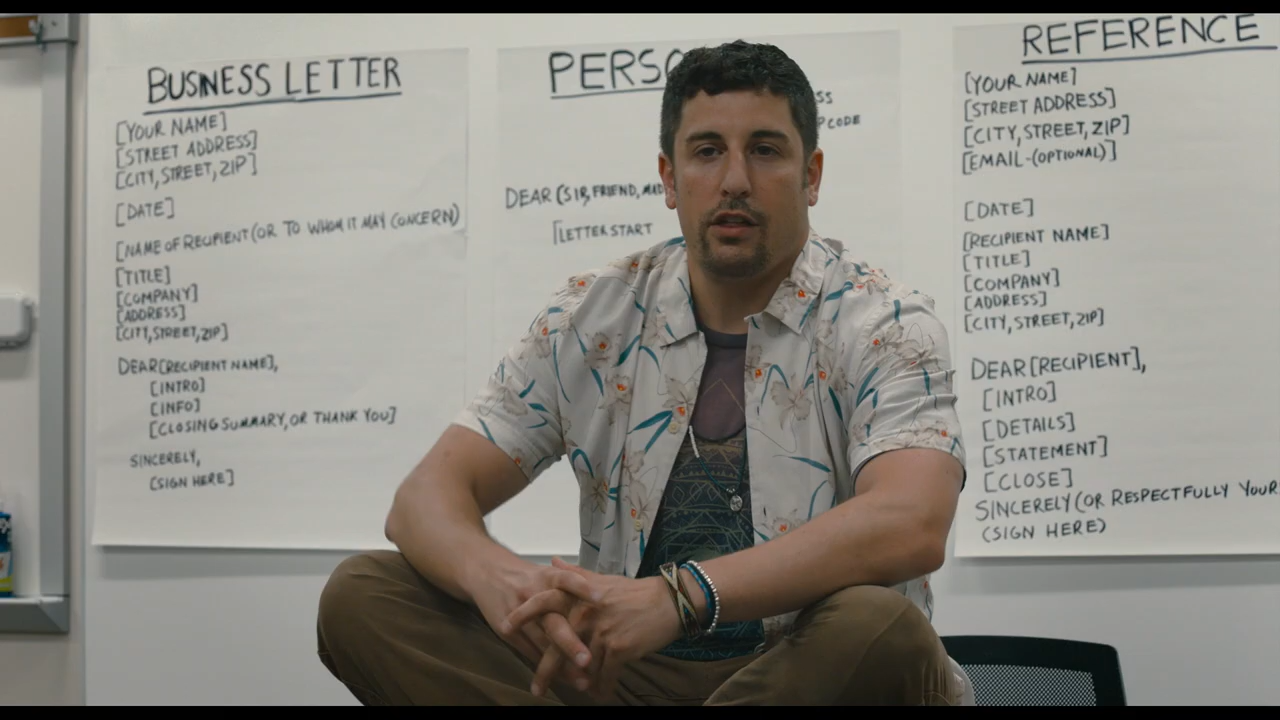 BUSINESS LETTER
[YOUR NAME]
[STREET ADDRESS]
[CITY, STREET, ZIP]
[DATE]
[NAME OF RECIPIENT (OR TO WHOM IT MAY CONCERN)
[TITLE]
[COMPANY]
[ADDRESS]
[CITY, STREET, ZIP]
DEAR [RECIPIENT NAME],
[INTRO]
[INFO]
[CLOSING SUMMARY, OR THANK YOU]
SINCERELY,
[SIGN HERE]
DEAR (SIR, FRIEND,
[LETTER START
CODE
REFERENCE
[YOUR NAME]
[STREET ADDRESS]
[CITY, STREET, ZIP]
[EMAIL-(OPTIONAL)]
[DATE]
[RECIPIENT NAME]
[TITLE]
[COMPANY]
[ADDRESS]
[CITY, STREET, ZIP]
DEAR [RECIPIENT],
[INTRO]
[DETAILS]
[STATEMENT]
[CLOSE]
SINCERELY (OR RESPECTFULLY YOUR
(SIGN HERE)